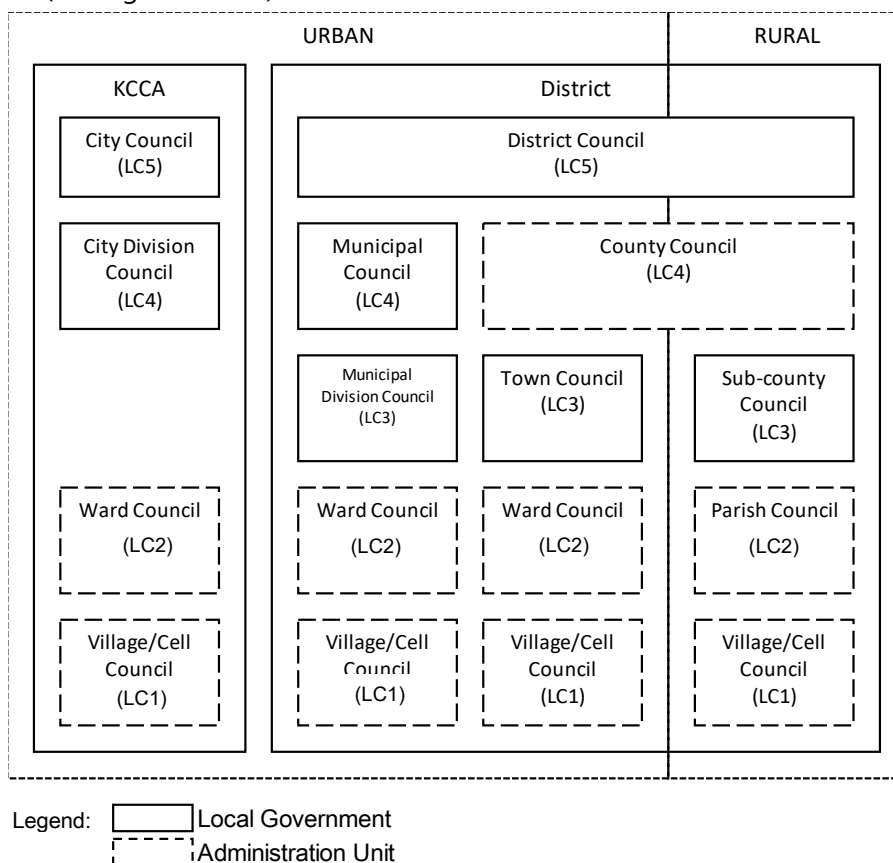 URBAN
RURAL
KCCA
District
City Council
(LC5)
District Council
(LC5)
City Division
Council
(LC4)
Municipal
Council
(LC4)
County Council
(LC4)
Municipal
Division Council
(LC3)
Town Council
(LC3)
Sub-county
Council
(LC3)
Ward Council
(LC2)
Ward Council
(LC2)
Ward Council
(LC2)
Parish Council
(LC2)
Village/Cell
Council
(LC1)
Village/Cell
Council
(LC1)
Village/Cell
Council
(LC1)
Village/Cell
Council
(LC1)
Legend:
Local Government
Administration Unit